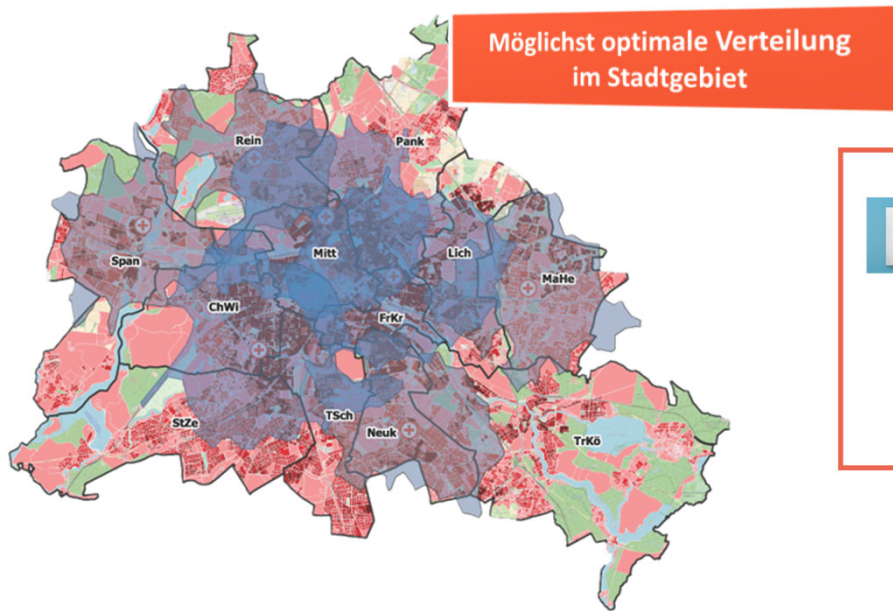 Möglichst optimale Verteilung
im Stadtgebiet
Rein
Pank
Span
Mitt
Lich
MaHe
ChWi
FrKr
StZe
TSch
Neuk
TrKö